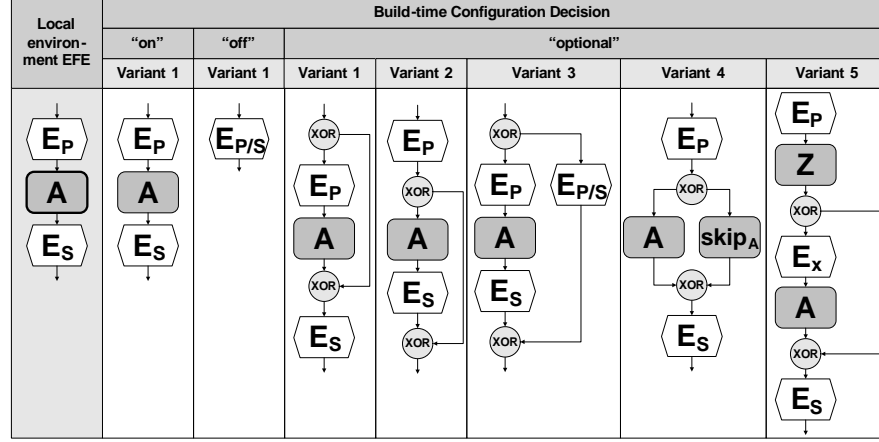 Local
environ-
ment EFE
Build-time Configuration Decision
“on”
“off”
“optional”
Variant 1
Variant 1
Variant 1
Variant 2
Variant 3
Variant 4
Variant 5
EP
A
ES
EP
A
ES
EP/S
XOR
EP
A
XOR
ES
EP
XOR
A
ES
XOR
XOR
EP
EP/S
A
ES
XOR
EP
XOR
A
skipA
XOR
ES
EP
Z
XOR
Ex
A
XOR
ES